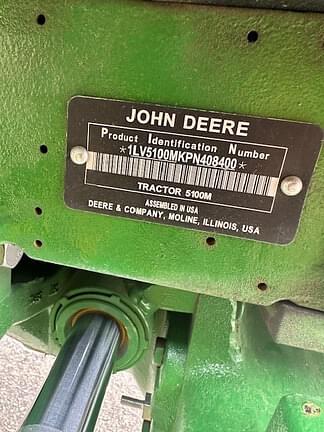 JOHN DEERE
Product Identification Number
*1LV5100MKPN408400*
TRACTOR 5100M
ASSEMBLED IN USA
DEERE & COMPANY, MOLINE, ILLINOIS, USA